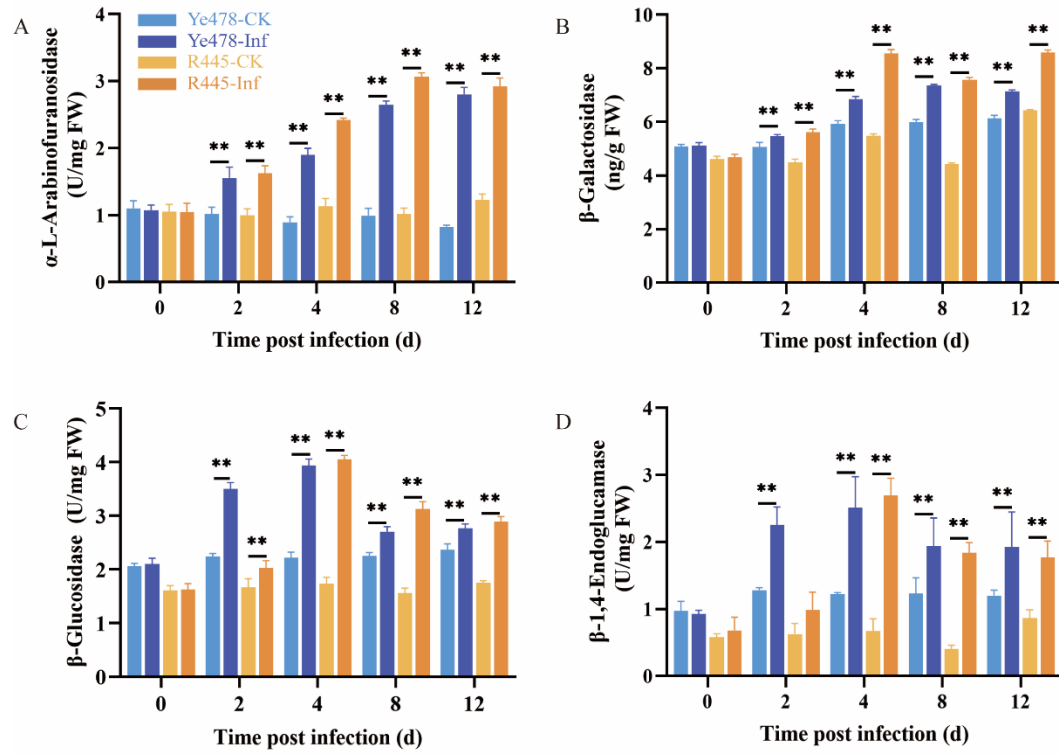 A
Ye478-CK
Ye478-Inf
R445-CK
R445-Inf
α-L-Arabinofuranosidase
(U/mg FW)
4
3
2
1
0
** ** ** ** ** ** ** **
0 2 4 8 12
Time post infection (d)
B
β-Galactosidase
(ng/g FW)
10
8
6
4
2
0
** ** ** ** ** ** ** **
0 2 4 8 12
Time post infection (d)
C
β-Glucosidase (U/mg FW)
5
4
3
2
1
0
** ** ** ** ** ** ** **
0 2 4 8 12
Time post infection (d)
D
β-1,4-Endoglucamase
(U/mg FW)
4
3
2
1
0
** ** ** ** ** ** **
0 2 4 8 12
Time post infection (d)